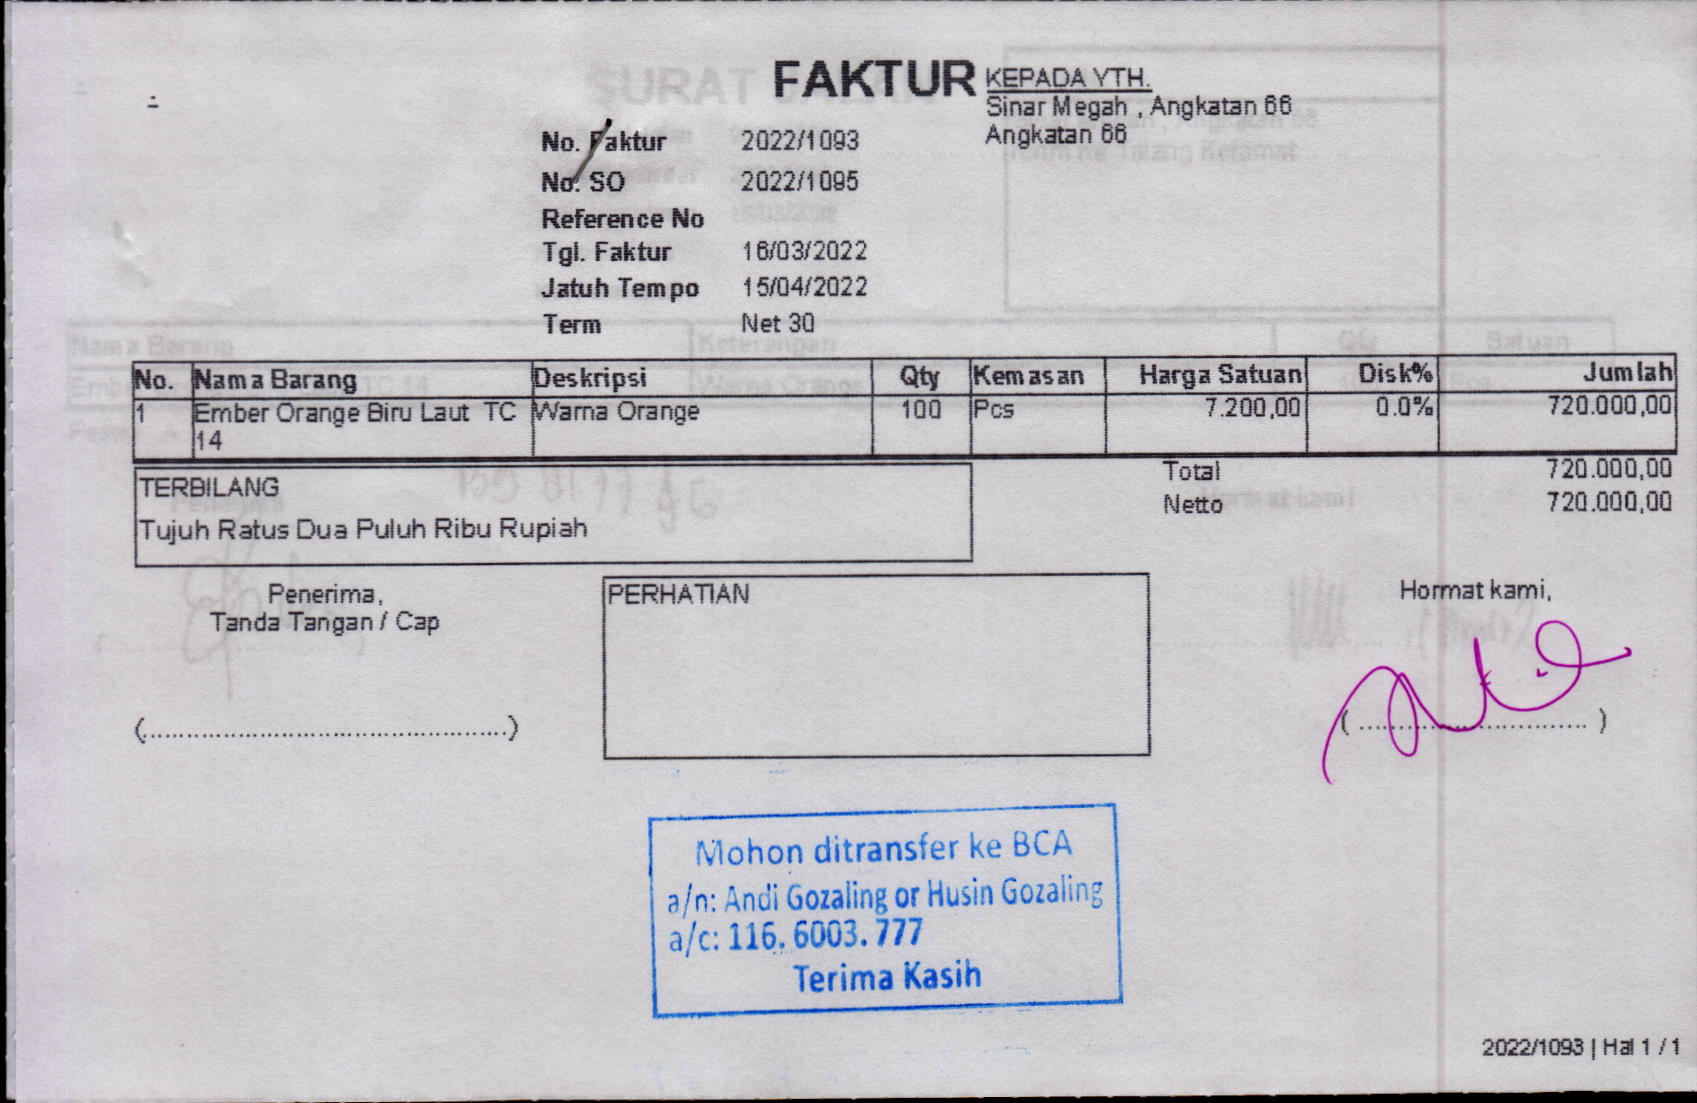 FAKTUR
KEPADA YTH.
Sinar Megah , Angkatan 66
Angkatan 66
No. Faktur 2022/1093
No. SO 2022/1095
Reference No
Tgl. Faktur 16/03/2022
Jatuh Tempo 15/04/2022
Term Net 30
No. Nama Barang Deskripsi Qty Kemasan Harga Satuan Disk% Jumlah
1 Ember Orange Biru Laut TC Warna Orange 100 Pcs 7.200,00 0.0% 720.000,00
14
Total 720.000,00
Netto 720.000,00
TERBILANG
Tujuh Ratus Dua Puluh Ribu Rupiah
Penerima,
Tanda Tangan / Cap
(................................................)
PERHATIAN
Hormat kami,
( ................................ )
Mohon ditransfer ke BCA
a/n: Andi Gozaling or Husin Gozaling
a/c: 116. 6003. 777
Terima Kasih
2022/1093 | Hal 1 / 1